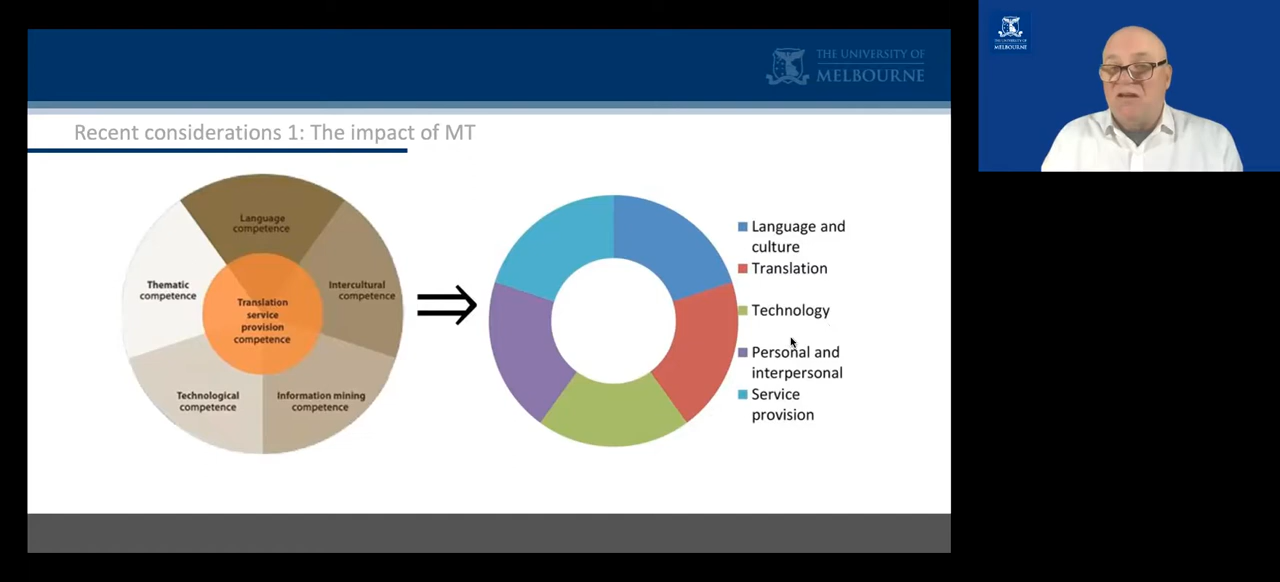 THE UNIVERSITY OF
MELBOURNE
Recent considerations 1: The impact of MT
Language
competence
Thematic
competence
Intercultural
competence
Translation
service
provision
competence
Technological
competence
Information mining
competence
Language and
culture
Translation
Technology
Personal and
interpersonal
Service
provision
MELBOURNE